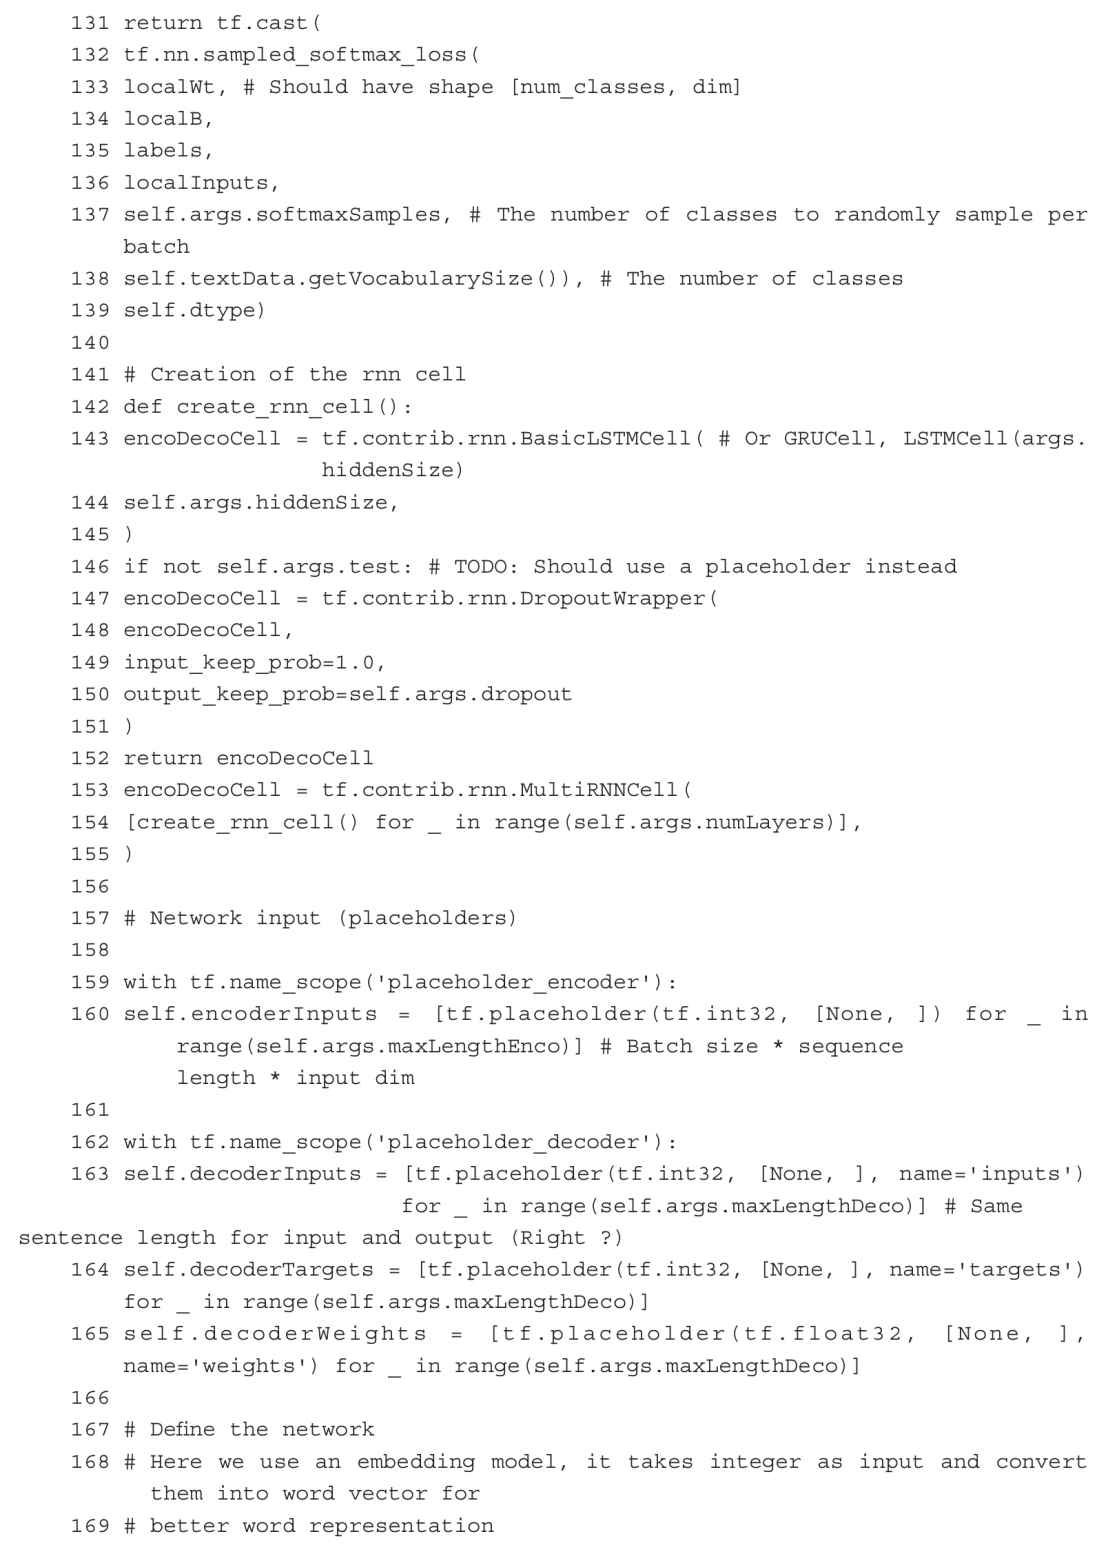 131 return tf.cast(
132 tf.nn.sampled_softmax_loss(
133 localWt, # Should have shape [num_classes, dim]
134 localB,
135 labels,
136 localInputs,
137 self.args.softmaxSamples, # The number of classes to randomly sample per
batch
138 self.textData.getVocabularySize()), # The number of classes
139 self.dtype)
140
141 # Creation of the rnn cell
142 def create_rnn_cell():
143 encoDecoCell = tf.contrib.rnn.BasicLSTMCell( # Or GRUCell, LSTMCell(args.
hiddenSize)
144 self.args.hiddenSize,
145 )
146 if not self.args.test: # TODO: Should use a placeholder instead
147 encoDecoCell = tf.contrib.rnn.DropoutWrapper(
148 encoDecoCell,
149 input_keep_prob=1.0,
150 output_keep_prob=self.args.dropout
151 )
152 return encoDecoCell
153 encoDecoCell = tf.contrib.rnn.MultiRNNCell(
154 [create_rnn_cell() for _ in range(self.args.numLayers)],
155 )
156
157 # Network input (placeholders)
158
159 with tf.name_scope('placeholder_encoder'):
160 self.encoderInputs = [tf.placeholder(tf.int32, [None, ]) for _ in
range(self.args.maxLengthEnco)] # Batch size * sequence
length * input dim
161
162 with tf.name_scope('placeholder_decoder'):
163 self.decoderInputs = [tf.placeholder(tf.int32, [None, ], name='inputs')
for _ in range(self.args.maxLengthDeco)] # Same
sentence length for input and output (Right ?)
164 self.decoderTargets = [tf.placeholder(tf.int32, [None, ], name='targets')
for _ in range(self.args.maxLengthDeco)]
165 self.decoderWeights = [tf.placeholder(tf.float32, [None, ],
name='weights') for _ in range(self.args.maxLengthDeco)]
166
167 # Define the network
168 # Here we use an embedding model, it takes integer as input and convert
them into word vector for
169 # better word representation